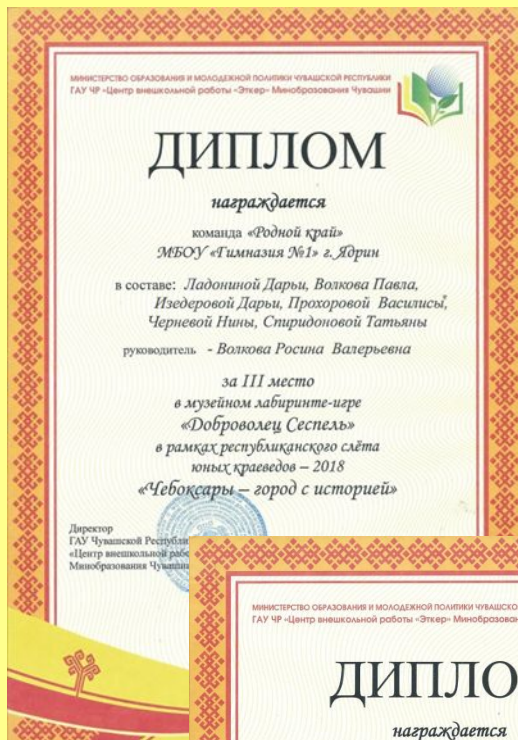 МИНИСТЕРСТВО ОБРАЗОВАНИЯ И МОЛОДЕЖНОЙ ПОЛИТИКИ ЧУВАШСКОЙ РЕСПУБЛИКИ
ГАУ ЧР «Центр внешкольной работы «Эткер» Минобразования Чувашии
ДИПЛОМ
награждается
команда «Родной край»
МБОУ «Гимназия №1» г. Ядрин
в составе: Ладониной Дарьи, Волкова Павла,
Изедеровой Дарьи, Прохоровой Василисы,
Черневой Нины, Спиридоновой Татьяны
руководитель - Волкова Росина Валерьевна
за III место
в музейном лабиринте-игре
«Доброволец Сеспель»
в рамках республиканского слёта
юных краеведов – 2018
«Чебоксары – город с историей»
Директор
ГАУ Чувашской Республи
«Центр внешкольной рабо
Минобразования Чувашии
МИНИСТЕРСТВО ОБРАЗОВАНИЯ И МОЛОДЕЖНОЙ ПОЛИТИКИ ЧУВАШСКО
ГАУ ЧР «Центр внешкольной работы «Эткер» Минобразован
ДИПЛО
награждается